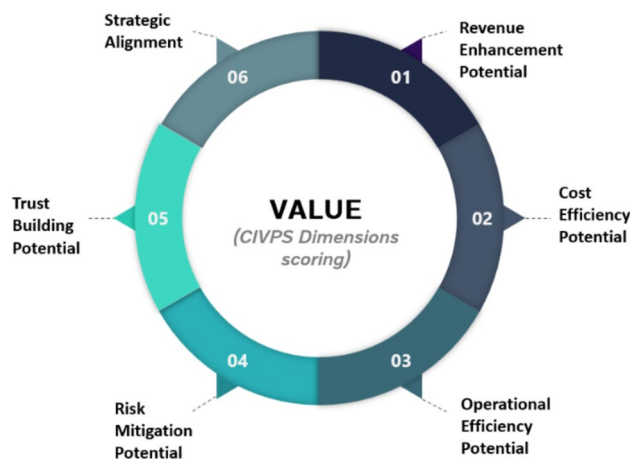 VALUE
(CIVPS Dimensions
scoring)
01
Revenue
Enhancement
Potential
02
Cost
Efficiency
Potential
03
Operational
Efficiency
Potential
04
Risk
Mitigation
Potential
05
Trust
Building
Potential
06
Strategic
Alignment